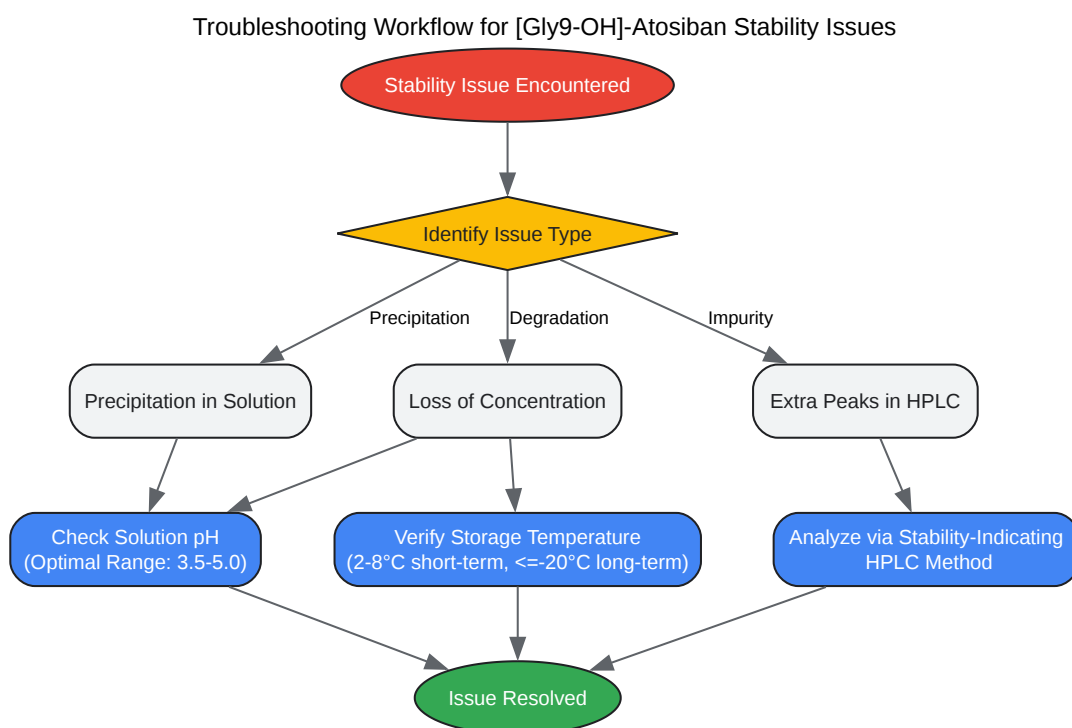 Troubleshooting Workflow for [Gly9-OH]-Atosiban Stability Issues
Stability Issue Encountered
Identify Issue Type
Precipitation
Degradation
Impurity
Precipitation in Solution
Loss of Concentration
Extra Peaks in HPLC
Check Solution pH
(Optimal Range: 3.5-5.0)
Verify Storage Temperature
(2-8°C short-term, <=-20°C long-term)
Analyze via Stability-Indicating
HPLC Method
Issue Resolved